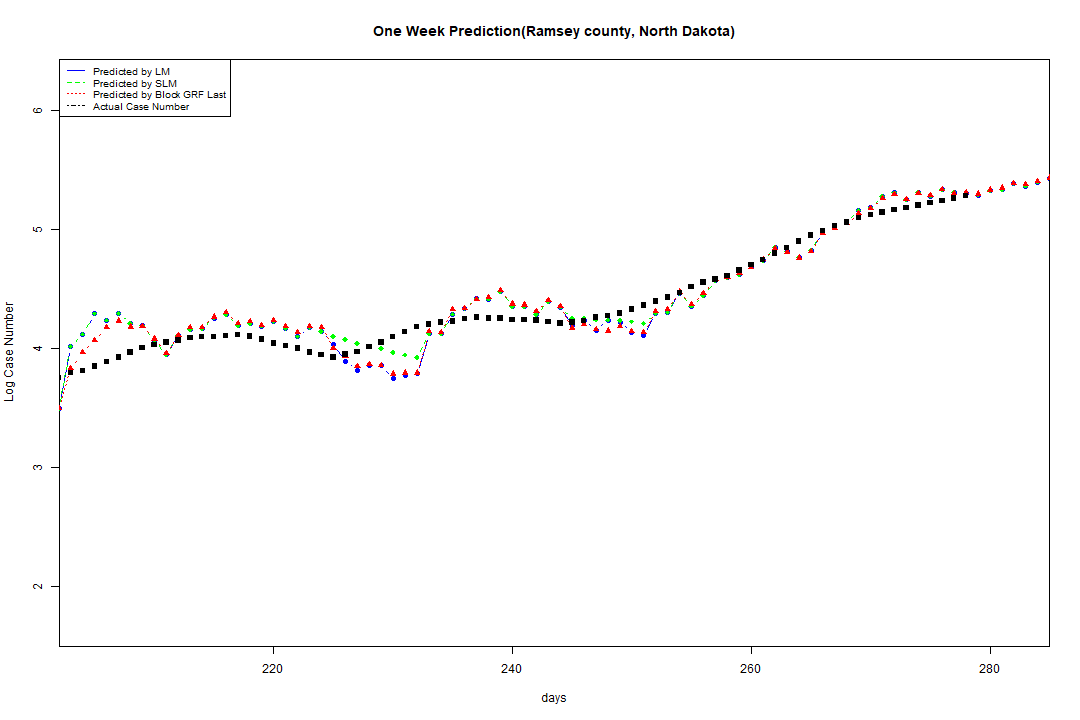 One Week Prediction(Ramsey county, North Dakota)
Predicted by LM
Predicted by SLM
Predicted by Block GRF Last
Actual Case Number
6
5
4
3
2
Log Case Number
220 240 260 280
days